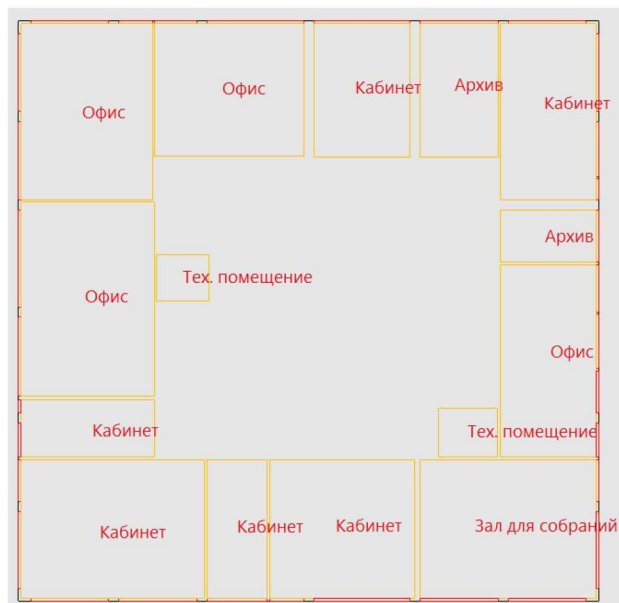 Офис
Офис
Кабинет
Архив
Кабинет
Архив
Тех. помещение
Офис
Офис
Кабинет
Тех. помещение
Кабинет
Кабинет
Кабинет
Зал для собраний